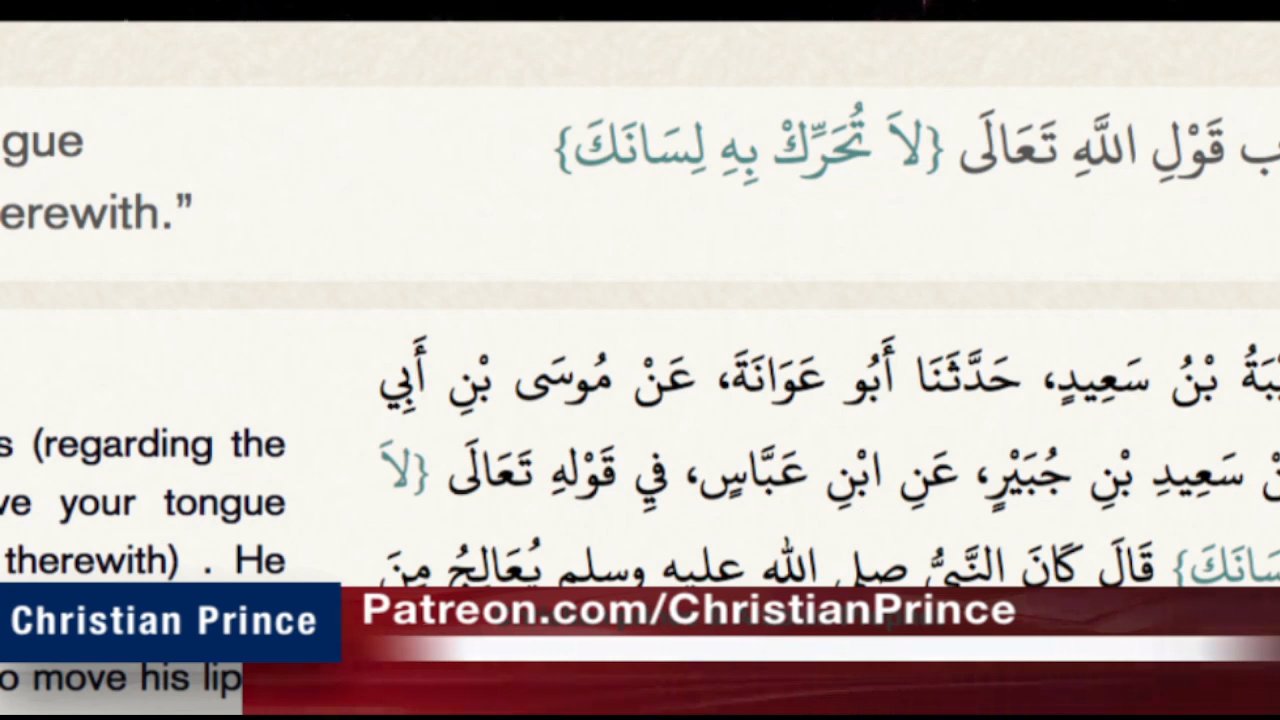 gue
erewith.”
ب قَوْلِ اللَّهِ تَعَالَى {لاَ تُحَرِّكْ بِهِ لِسَانَكَ}
s (regarding the
ve your tongue
therewith) . He
o move his lip
بْنُ سَعِيدٍ، حَدَّثَنَا أَبُو عَوَانَةَ، عَنْ مُوسَى بْنِ أَبِي
سَعِيدِ بْنِ جُبَيْرٍ، عَنِ ابْنِ عَبَّاسٍ، فِي قَوْلِهِ تَعَالَى {لاَ
سَانَكَ} قَالَ كَانَ النَّبِيُّ صلى الله عليه وسلم يُعَالِجُ مِنَ
Christian Prince
Patreon.com/ChristianPrince